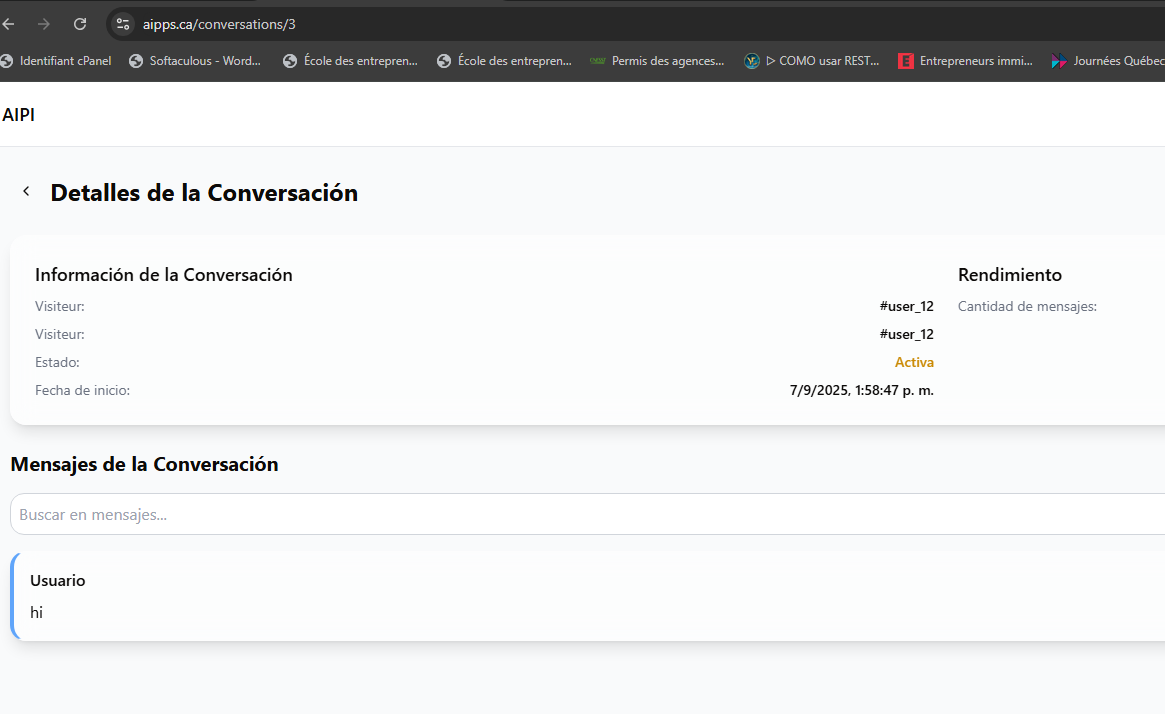 aipps.ca/conversations/3
Identifiant cPanel Softaculous - Word... École des entrepren... École des entrepren... Permis des agences... ▷ COMO usar REST... Entrepreneurs immi... Journées Québec
AIPI
Detalles de la Conversación
Información de la Conversación
Visiteur: #user_12
Visiteur: #user_12
Estado: Activa
Fecha de inicio: 7/9/2025, 1:58:47 p. m.
Rendimiento
Cantidad de mensajes:
Mensajes de la Conversación
Buscar en mensajes...
Usuario
hi